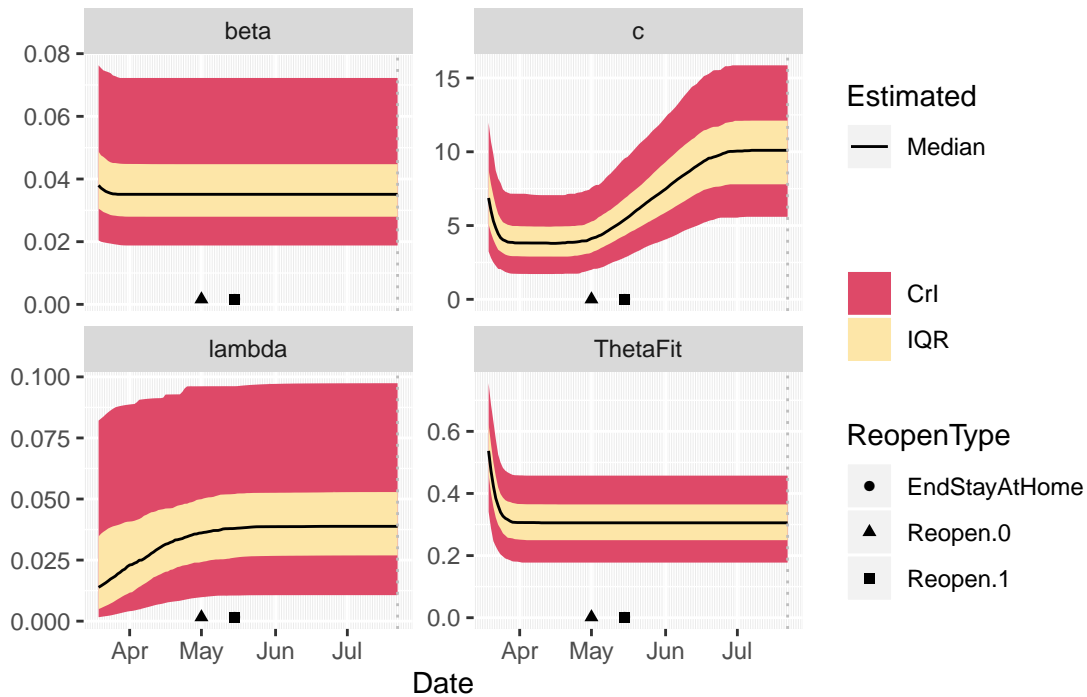 beta
c
0.08
0.06
0.04
0.02
0.00
15
10
5
0
lambda
ThetaFit
0.100
0.075
0.050
0.025
0.000
0.6
0.4
0.2
0.0
Apr May Jun Jul
Apr May Jun Jul
Date
Estimated
Median
CrI
IQR
ReopenType
EndStayAtHome
Reopen.0
Reopen.1